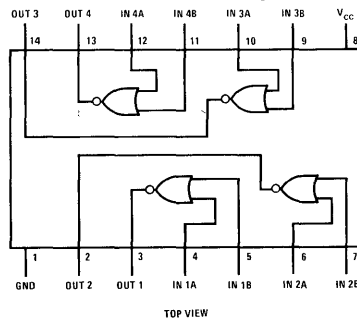 OUT 3 OUT 4 IN 4A IN 4B IN 3A IN 3B VCC
14 13 12 11 10 9 8
1 2 3 4 5 6 7
GND OUT 2 OUT 1 IN 1A IN 1B IN 2A IN 2B
TOP VIEW